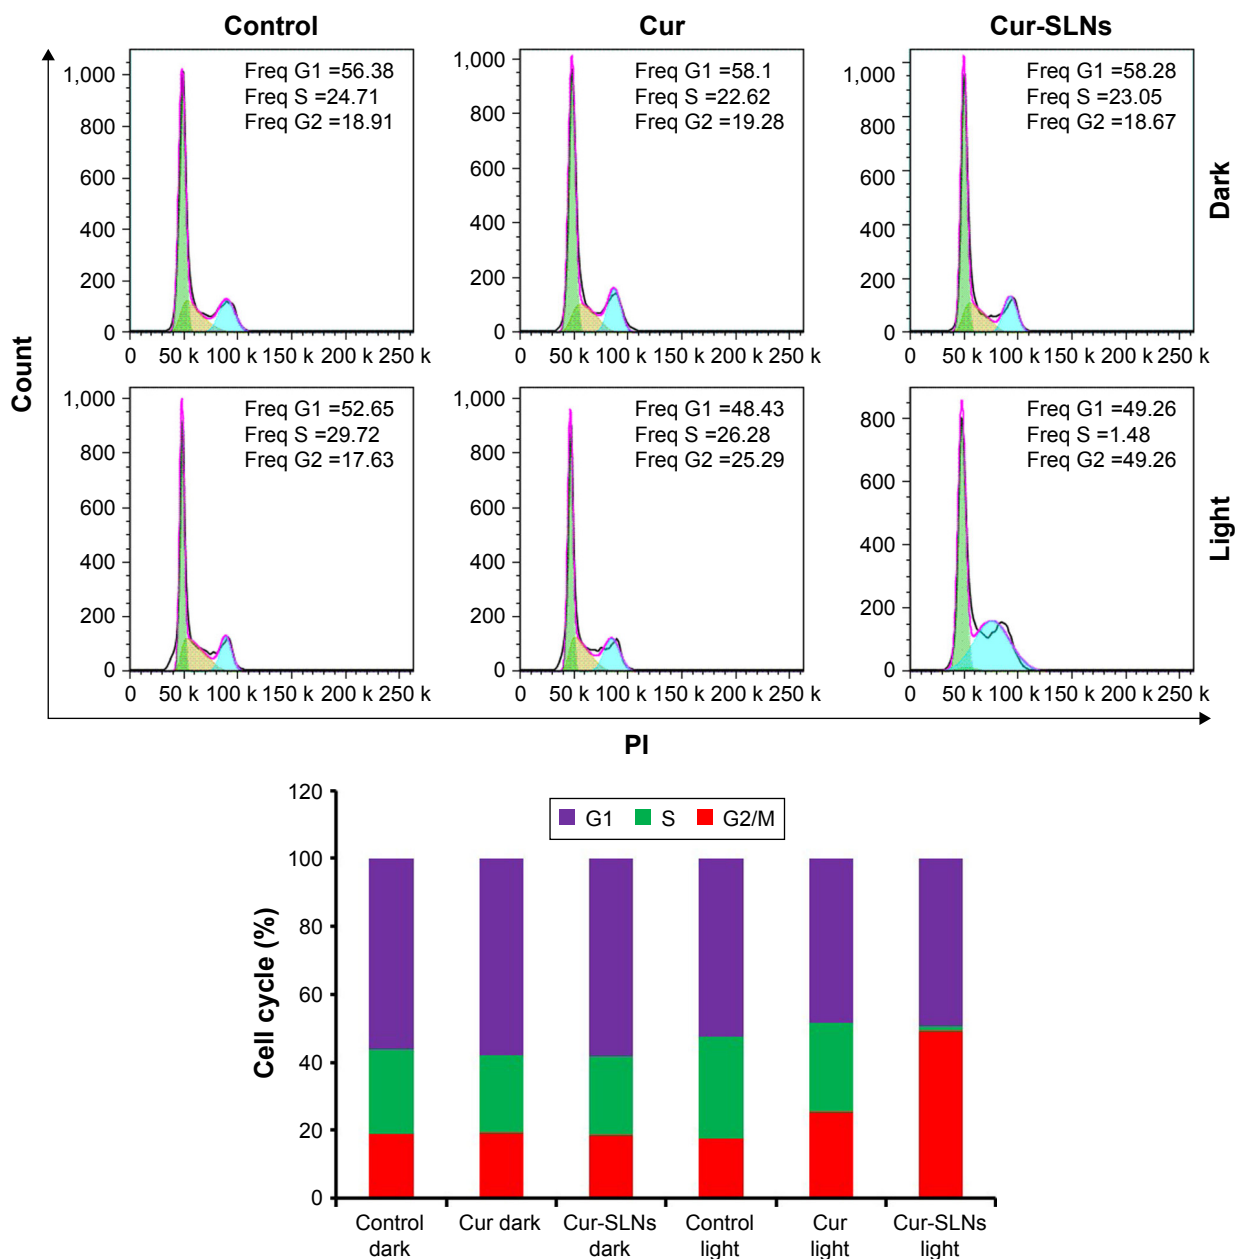 Control
Cur
Cur-SLNs
1,000
800
600
400
200
0
Freq G1 =56.38
Freq S =24.71
Freq G2 =18.91
0 50 k 100 k 150 k 200 k 250 k
1,000
800
600
400
200
0
Freq G1 =58.1
Freq S =22.62
Freq G2 =19.28
0 50 k 100 k 150 k 200 k 250 k
1,000
800
600
400
200
0
Freq G1 =58.28
Freq S =23.05
Freq G2 =18.67
0 50 k 100 k 150 k 200 k 250 k
Dark
Count
1,000
800
600
400
200
0
Freq G1 =52.65
Freq S =29.72
Freq G2 =17.63
0 50 k 100 k 150 k 200 k 250 k
1,000
800
600
400
200
0
Freq G1 =48.43
Freq S =26.28
Freq G2 =25.29
0 50 k 100 k 150 k 200 k 250 k
800
600
400
200
0
Freq G1 =49.26
Freq S =1.48
Freq G2 =49.26
0 50 k 100 k 150 k 200 k 250 k
Light
PI
Cell cycle (%)
120
100
80
60
40
20
0
G1 S G2/M
Control
dark
Cur dark
Cur-SLNs
dark
Control
light
Cur
light
Cur-SLNs
light